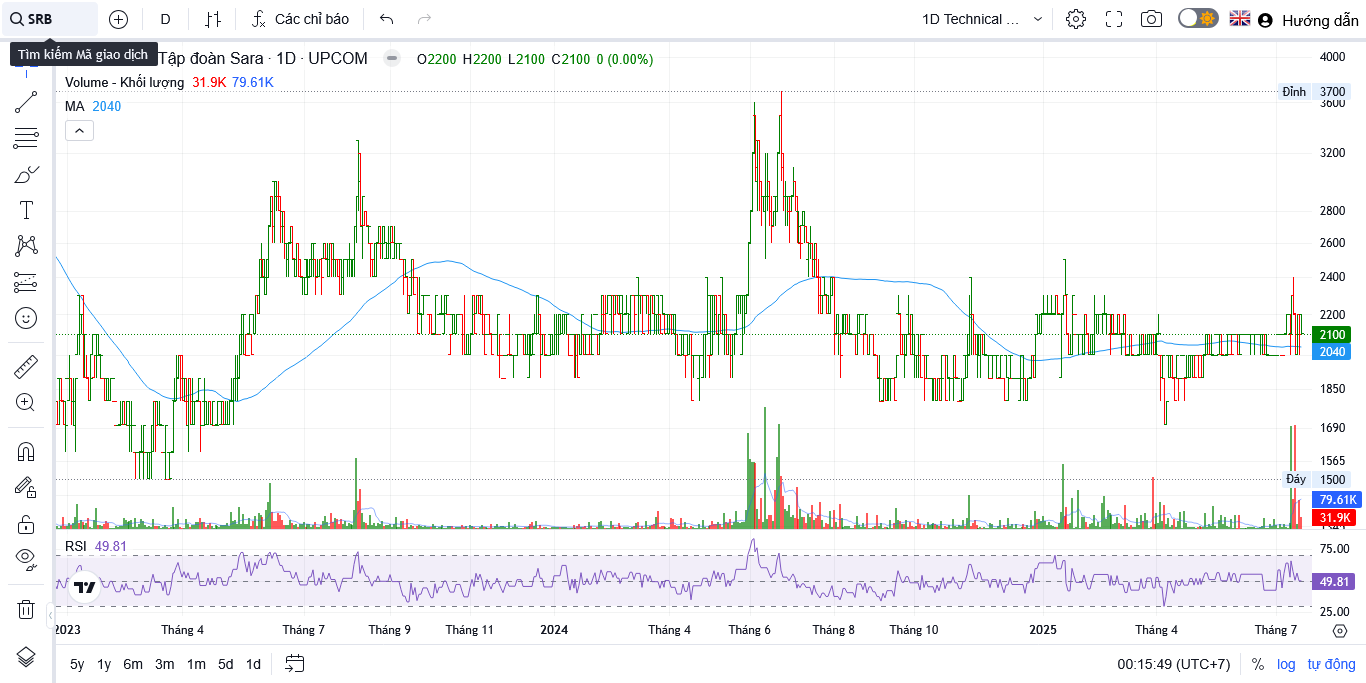 SRB
D
Các chỉ báo
1D Technical ...
Hướng dẫn
Tìm kiếm Mã giao dịch
Tập đoàn Sara · 1D · UPCOM
O2200 H2200 L2100 C2100 0 (0.00%)
Volume - Khối lượng 31.9K 79.61K
MA 2040
4000
Đỉnh 3700
3600
3200
2800
2600
2400
2200
2100
2040
1850
1690
1565
Đáy 1500
79.61K
31.9K
RSI 49.81
75.00
49.81
25.00
2023 Tháng 4 Tháng 7 Tháng 9 Tháng 11 2024 Tháng 4 Tháng 6 Tháng 8 Tháng 10 2025 Tháng 4 Tháng 7
5y 1y 6m 3m 1m 5d 1d
00:15:49 (UTC+7) % log tự động